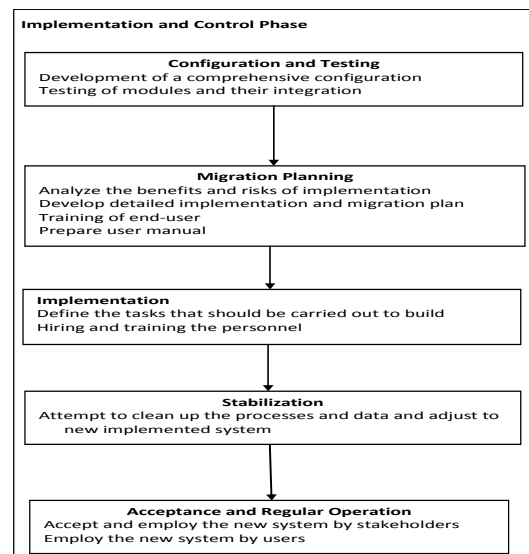 Implementation and Control Phase
Configuration and Testing
Development of a comprehensive configuration
Testing of modules and their integration
Migration Planning
Analyze the benefits and risks of implementation
Develop detailed implementation and migration plan
Training of end-user
Prepare user manual
Implementation
Define the tasks that should be carried out to build
Hiring and training the personnel
Stabilization
Attempt to clean up the processes and data and adjust to
new implemented system
Acceptance and Regular Operation
Accept and employ the new system by stakeholders
Employ the new system by users